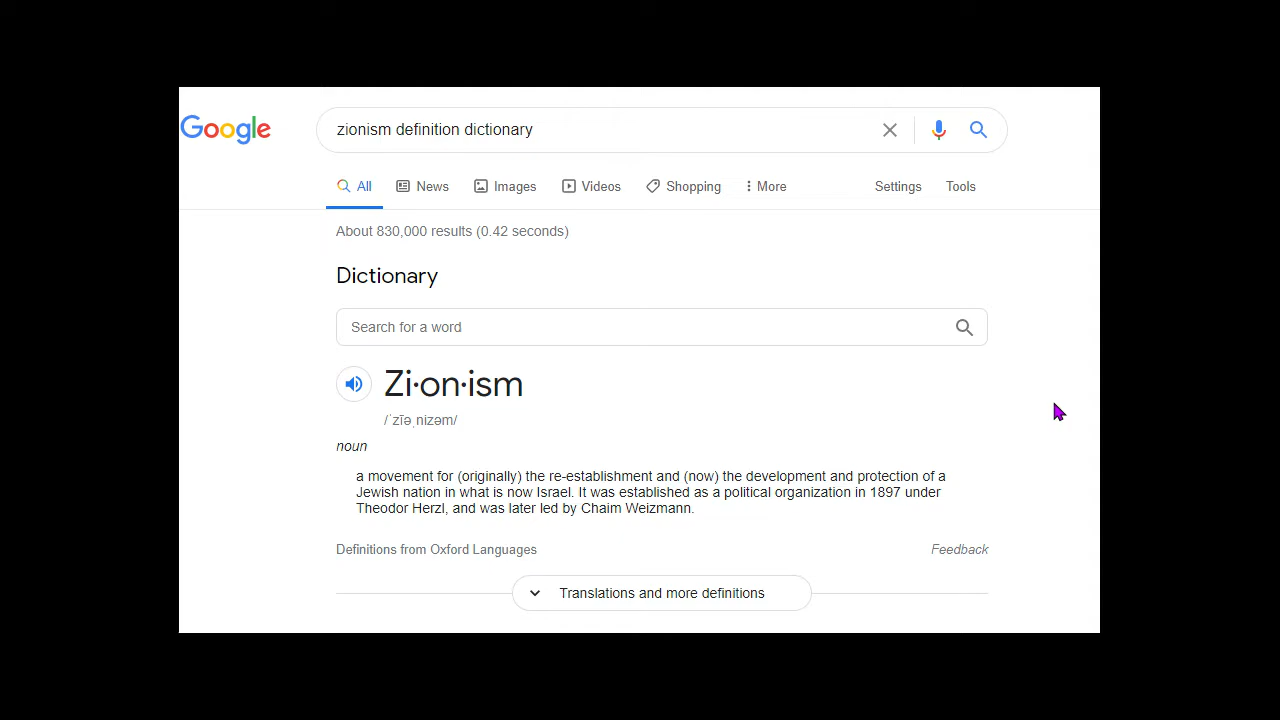 Google
zionism definition dictionary
All News Images Videos Shopping More Settings Tools
About 830,000 results (0.42 seconds)
Dictionary
Search for a word
Zi·on·ism
/ˈzīəˌnizəm/
noun
a movement for (originally) the re-establishment and (now) the development and protection of a
Jewish nation in what is now Israel. It was established as a political organization in 1897 under
Theodor Herzl, and was later led by Chaim Weizmann.
Definitions from Oxford Languages Feedback
Translations and more definitions